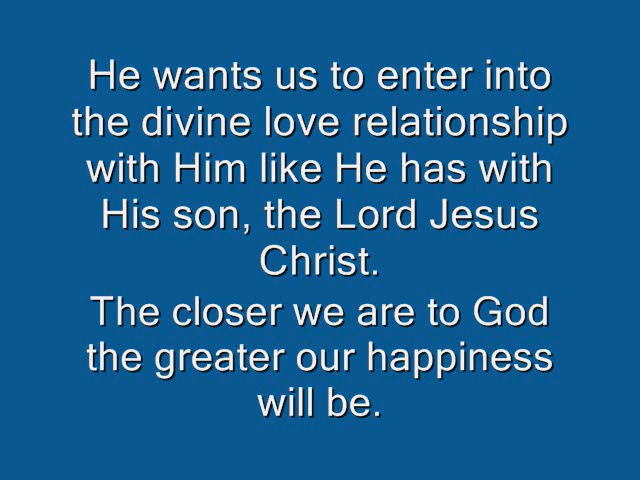 He wants us to enter into
the divine love relationship
with Him like He has with
His son, the Lord Jesus
Christ.
The closer we are to God
the greater our happiness
will be.